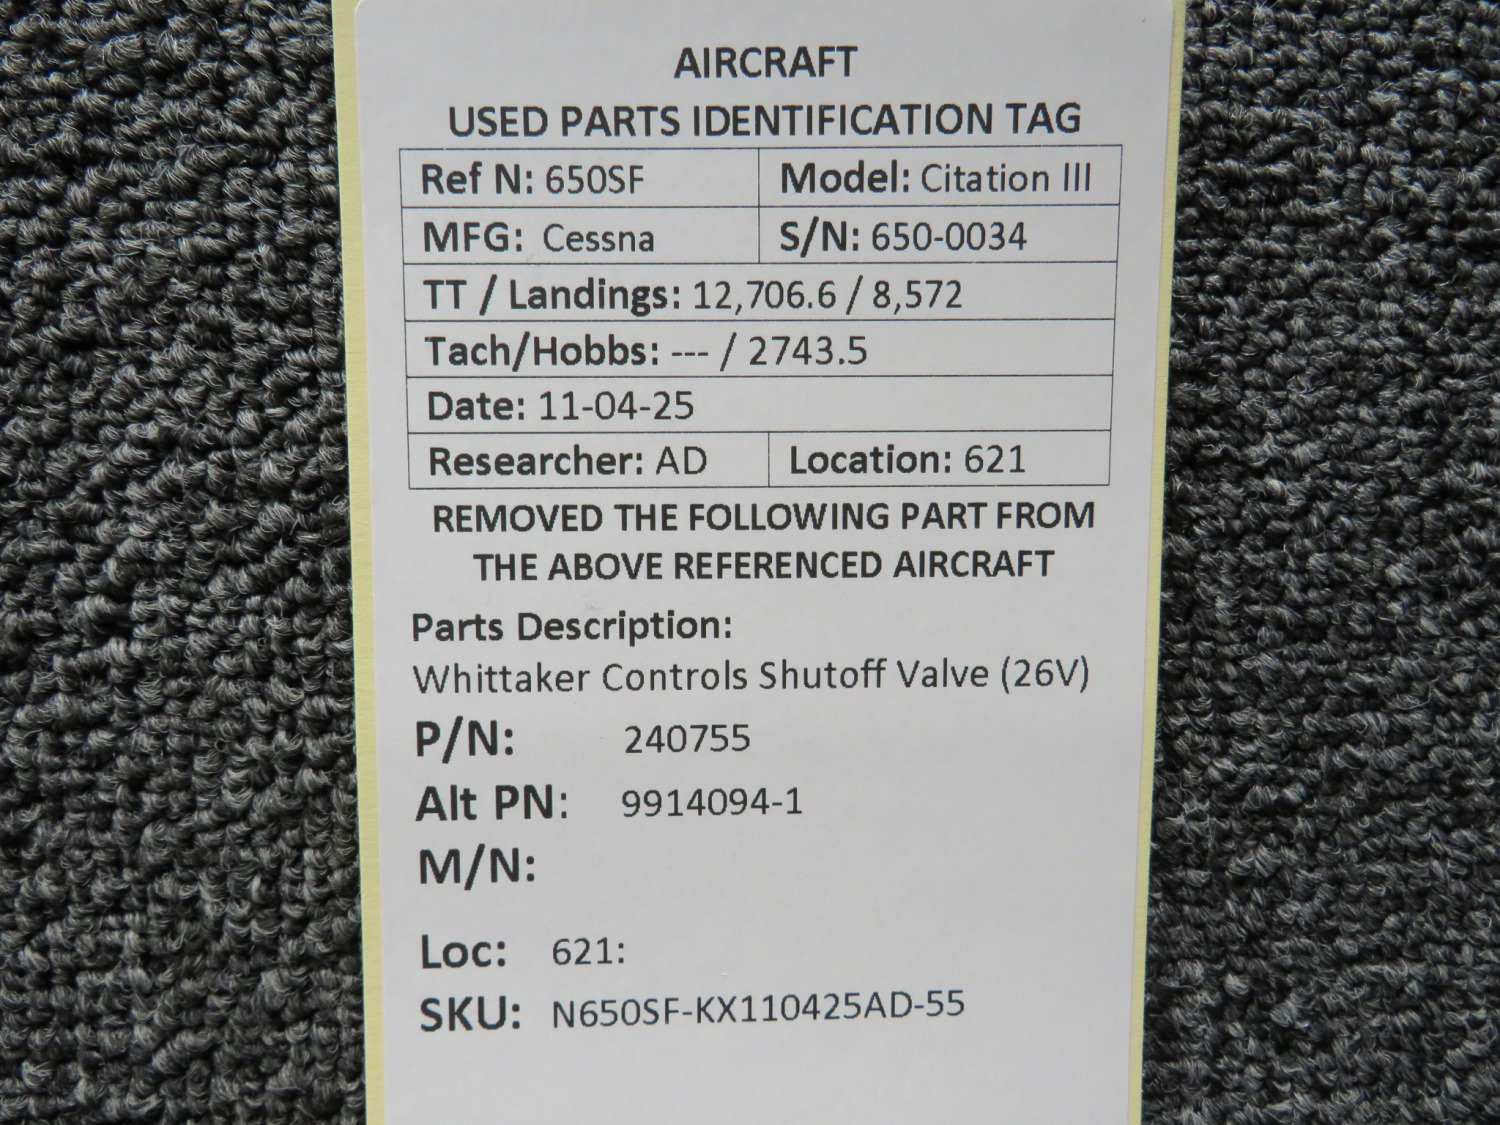 AIRCRAFT
USED PARTS IDENTIFICATION TAG
Ref N: 650SF Model: Citation III
MFG: Cessna S/N: 650-0034
TT / Landings: 12,706.6 / 8,572
Tach/Hobbs: --- / 2743.5
Date: 11-04-25
Researcher: AD Location: 621
REMOVED THE FOLLOWING PART FROM
THE ABOVE REFERENCED AIRCRAFT
Parts Description:
Whittaker Controls Shutoff Valve (26V)
P/N: 240755
Alt PN: 9914094-1
M/N:
Loc: 621:
SKU: N650SF-KX110425AD-55